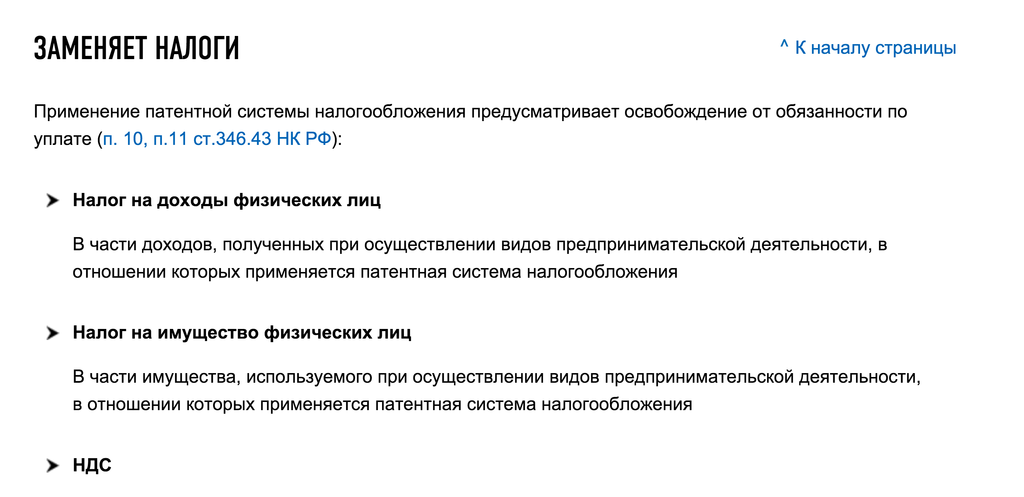 ЗАМЕНЯЕТ НАЛОГИ
^ К началу страницы
Применение патентной системы налогообложения предусматривает освобождение от обязанности по
уплате (п. 10, п.11 ст.346.43 НК РФ):
Налог на доходы физических лиц
В части доходов, полученных при осуществлении видов предпринимательской деятельности, в
отношении которых применяется патентная система налогообложения
Налог на имущество физических лиц
В части имущества, используемого при осуществлении видов предпринимательской деятельности,
в отношении которых применяется патентная система налогообложения
НДС